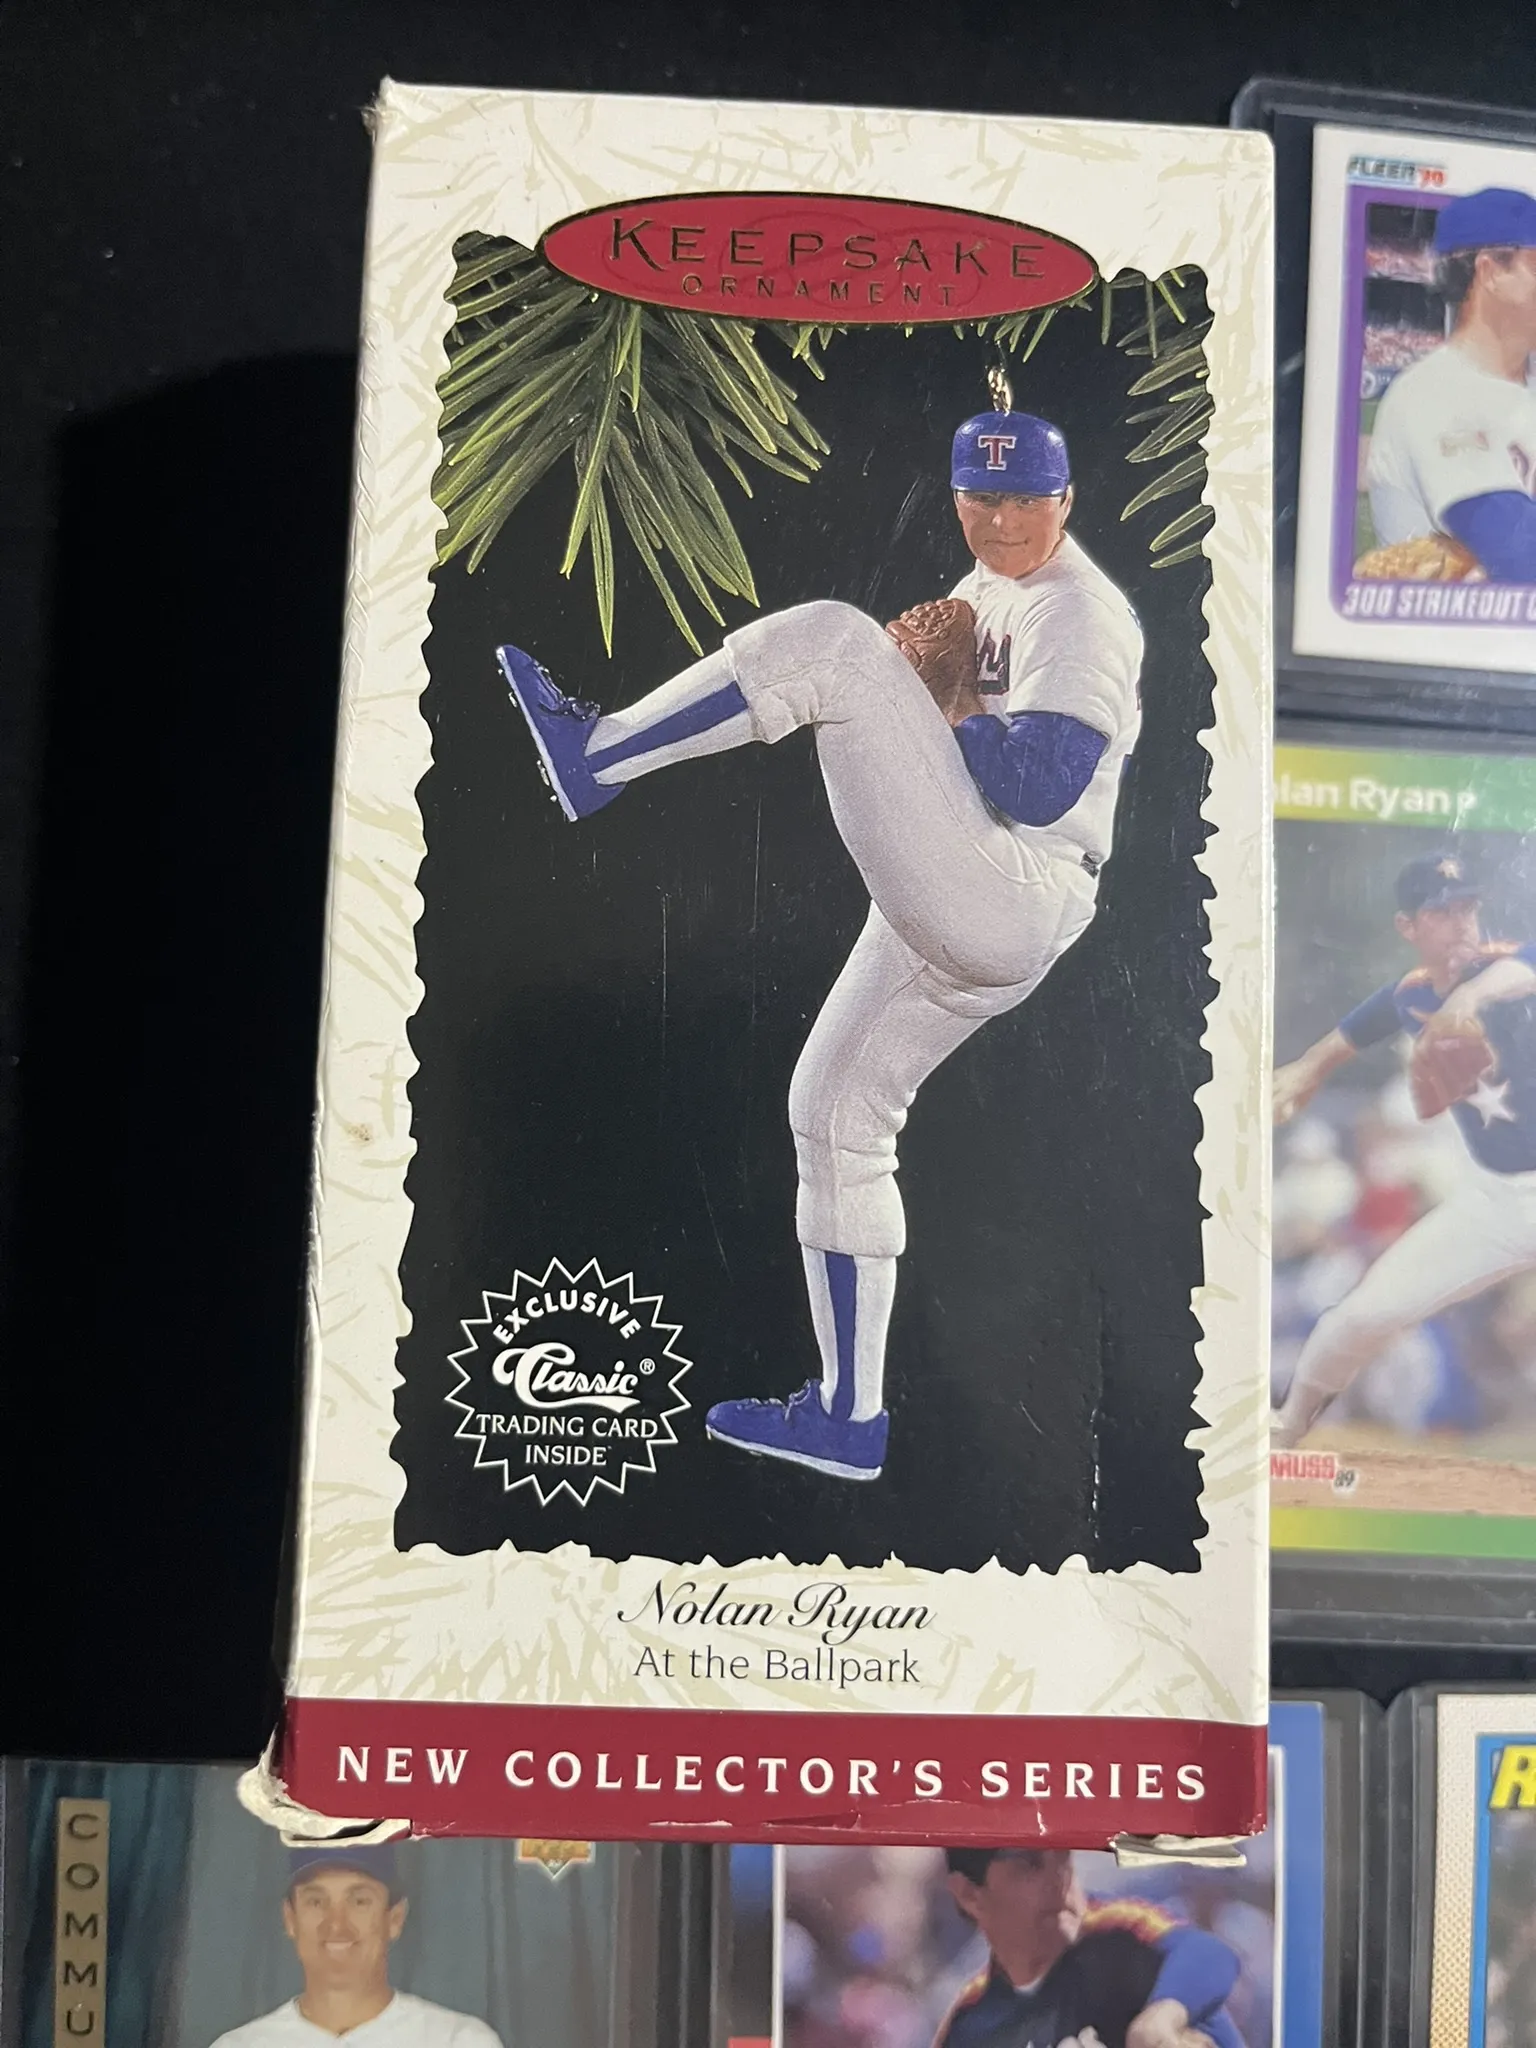 KEEPSAKE
ORNAMENT
T
EXCLUSIVE
Classic®
TRADING CARD
INSIDE
Nolan Ryan
At the Ballpark
NEW COLLECTOR'S SERIES
FLEER '90
300 STRIKEOUT
lan Ryan P
89
COMMU
R